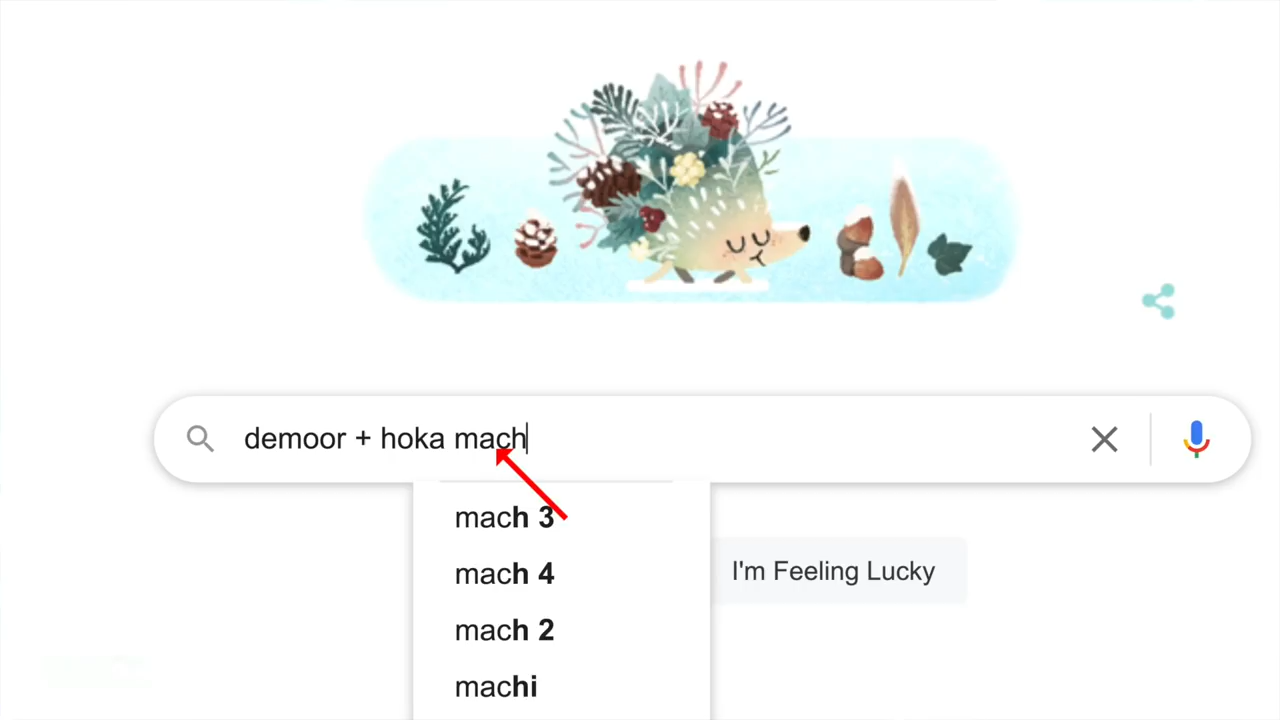 demoor + hoka mach
mach 3
mach 4
I'm Feeling Lucky
mach 2
machi